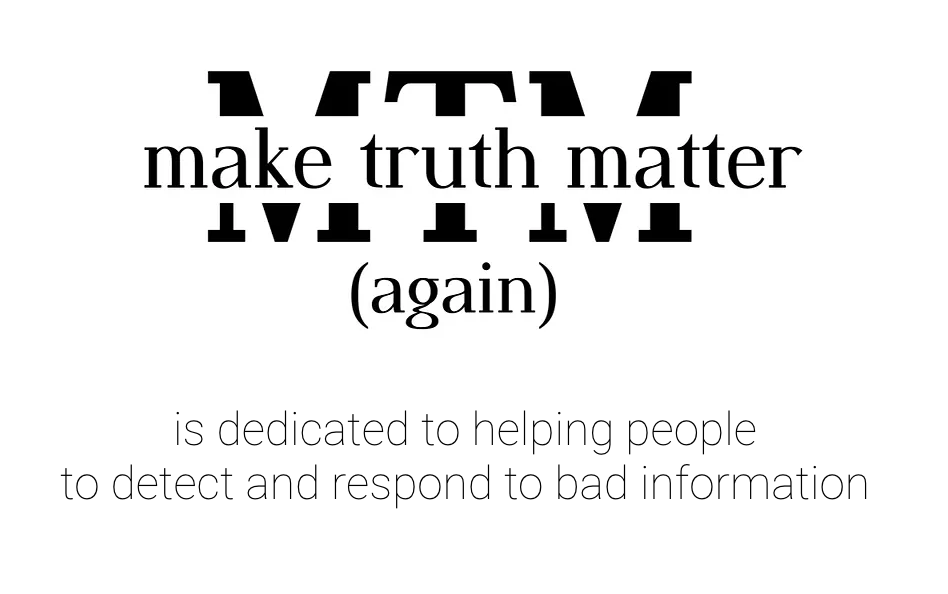 MTM
make truth matter
(again)
is dedicated to helping people
to detect and respond to bad information